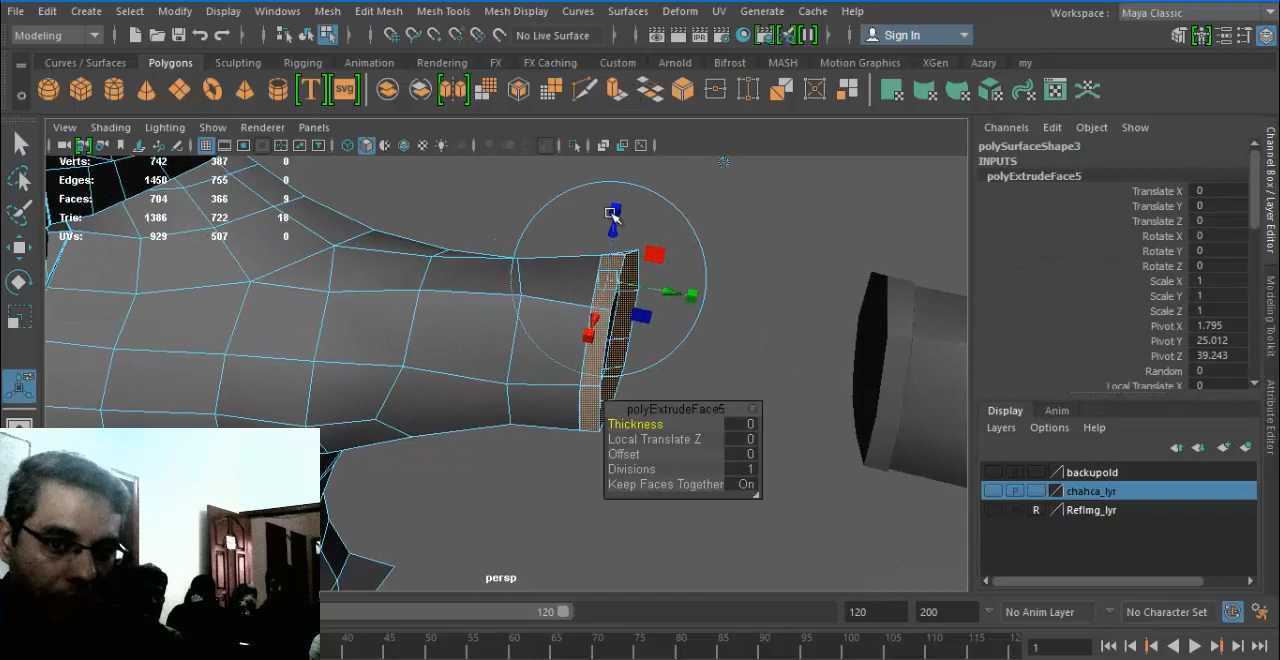 File Edit Create Select Modify Display Windows Mesh Edit Mesh Mesh Tools Mesh Display Curves Surfaces Deform UV Generate Cache Help Workspace : Maya Classic
Modeling No Live Surface Sign In
Curves / Surfaces Polygons Sculpting Rigging Animation Rendering FX FX Caching Custom Arnold Bifrost MASH Motion Graphics XGen Azary my
T SVG IPR
View Shading Lighting Show Renderer Panels
Verts: 742 387 0
Edges: 1450 755 0
Faces: 704 366 9
Tris: 1386 722 18
UVs: 929 507 0
polyExtrudeFace5
Thickness 0
Local Translate Z 0
Offset 0
Divisions 1
Keep Faces Together On
persp
Channels Edit Object Show
polySurfaceShape3
INPUTS
polyExtrudeFace5
Translate X 0
Translate Y 0
Translate Z 0
Rotate X 0
Rotate Y 0
Rotate Z 0
Scale X 1
Scale Y 1
Scale Z 1
Pivot X 1.795
Pivot Y 25.012
Pivot Z 39.243
Random 0
Local Translate X 0
Display Anim
Layers Options Help
backupold
P chahca_lyr
R RefImg_lyr
Channel Box / Layer Editor
Modeling Toolkit
Attribute Editor
120 120 200 No Anim Layer No Character Set
40 45 50 55 60 65 70 75 80 85 90 95 100 105 110 115 12 1